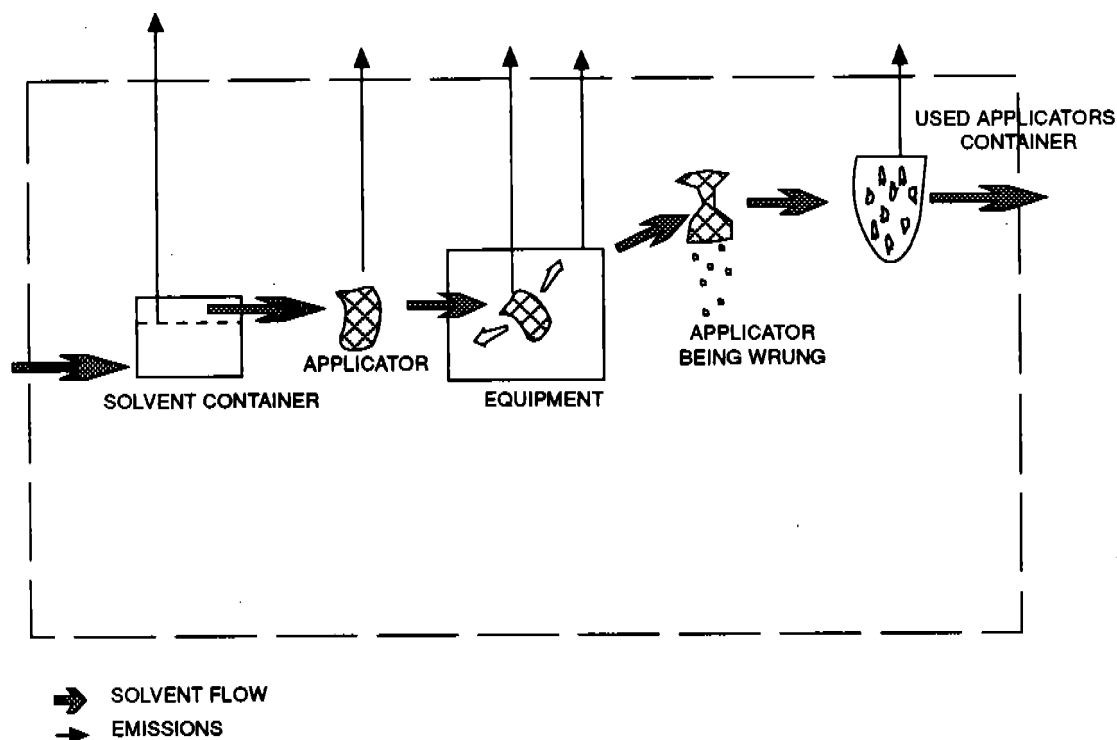 USED APPLICATORS
CONTAINER
APPLICATOR
BEING WRUNG
APPLICATOR
SOLVENT CONTAINER
EQUIPMENT
SOLVENT FLOW
EMISSIONS